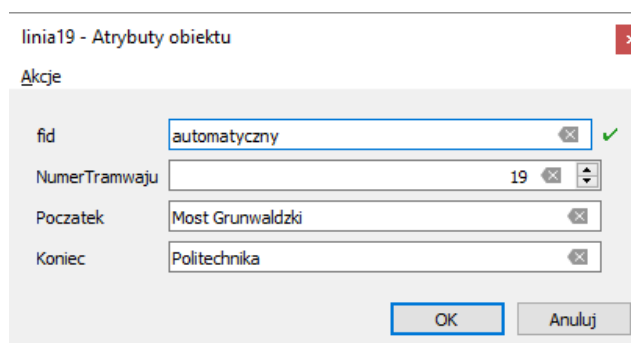 linia19 - Atrybuty obiektu
Akcje
fid automatyczny
NumerTramwaju 19
Poczatek Most Grunwaldzki
Koniec Politechnika
OK Anuluj